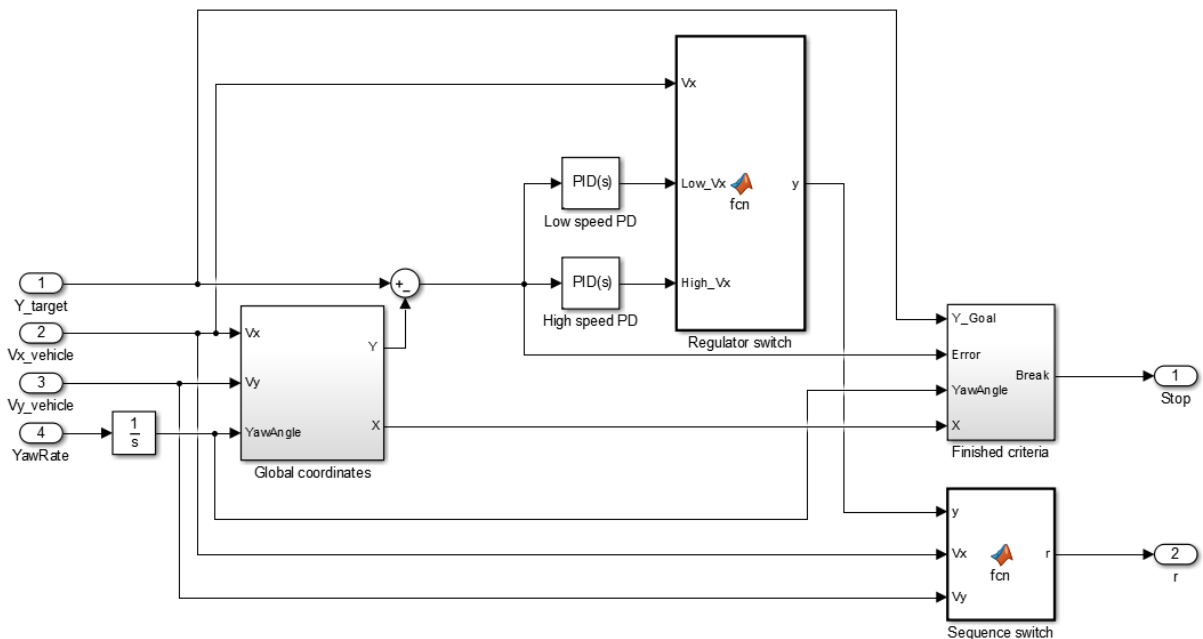 Vx
PID(s)
Low_Vx
y
fcn
Low speed PD
1
+
-
PID(s)
High_Vx
Y_target
High speed PD
2
Vx
Y_Goal
Regulator switch
Vx_vehicle
Y
Error
3
Vy
Break
1
Vy_vehicle
YawAngle
Stop
4
1
s
YawAngle
X
X
YawRate
Finished criteria
Global coordinates
y
Vx
r
2
fcn
r
Vy
Sequence switch